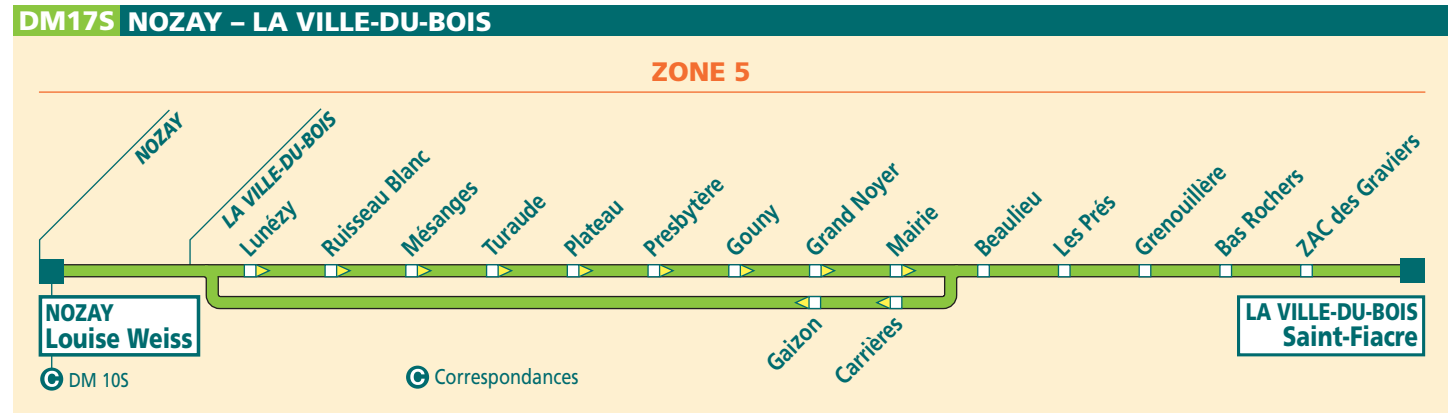 DM17S NOZAY – LA VILLE-DU-BOIS
ZONE 5
NOZAY
LA VILLE-DU-BOIS
Lunézy
Ruisseau Blanc
Mésanges
Turaude
Plateau
Presbytère
Gouny
Grand Noyer
Mairie
Beaulieu
Les Prés
Grenouillère
Bas Rochers
ZAC des Graviers
Gaizon
Carrières
NOZAY
Louise Weiss
LA VILLE-DU-BOIS
Saint-Fiacre
C DM 10S
C Correspondances